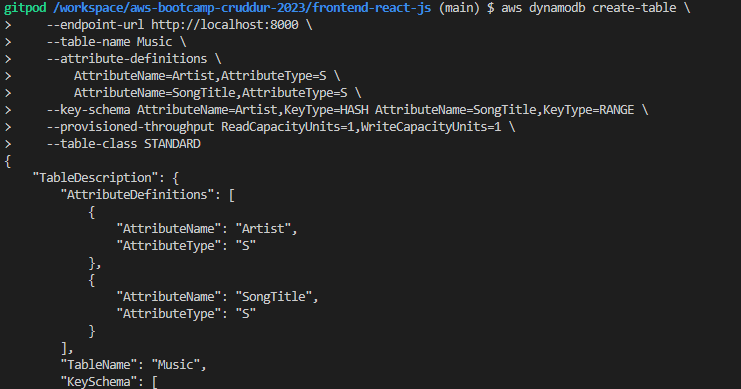 gitpod /workspace/aws-bootcamp-cruddur-2023/frontend-react-js (main) $ aws dynamodb create-table \
>     --endpoint-url http://localhost:8000 \
>     --table-name Music \
>     --attribute-definitions \
>         AttributeName=Artist,AttributeType=S \
>         AttributeName=SongTitle,AttributeType=S \
>     --key-schema AttributeName=Artist,KeyType=HASH AttributeName=SongTitle,KeyType=RANGE \
>     --provisioned-throughput ReadCapacityUnits=1,WriteCapacityUnits=1 \
>     --table-class STANDARD
{
    "TableDescription": {
        "AttributeDefinitions": [
            {
                "AttributeName": "Artist",
                "AttributeType": "S"
            },
            {
                "AttributeName": "SongTitle",
                "AttributeType": "S"
            }
        ],
        "TableName": "Music",
        "KeySchema": [